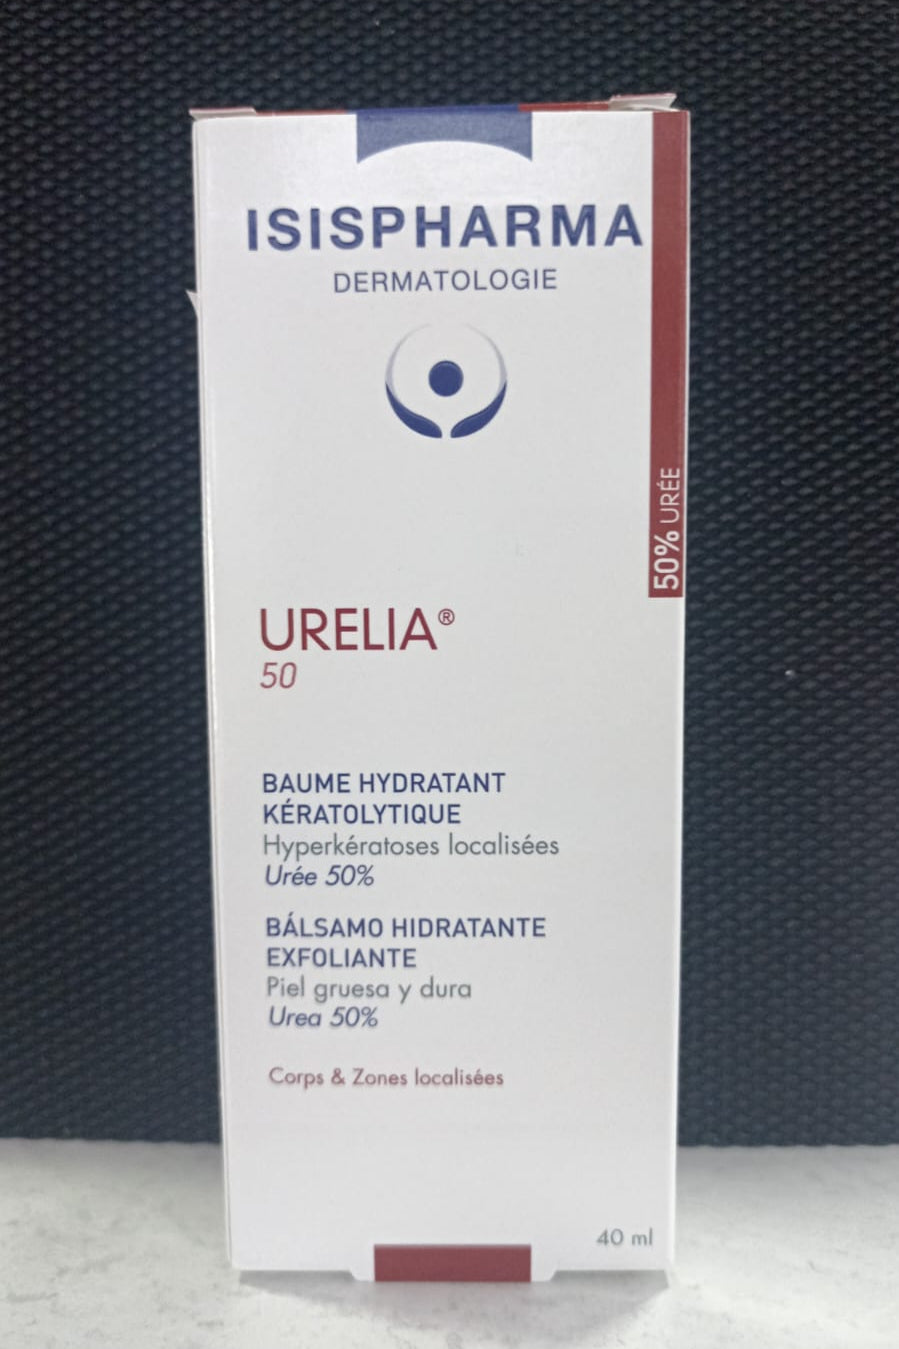 ISISPHARMA
DERMATOLOGIE
50% URÉE
URELIA®
50
BAUME HYDRATANT
KÉRATOLYTIQUE
Hyperkératoses localisées
Urée 50%
BÁLSAMO HIDRATANTE
EXFOLIANTE
Piel gruesa y dura
Urea 50%
Corps & Zones localisées
40 ml